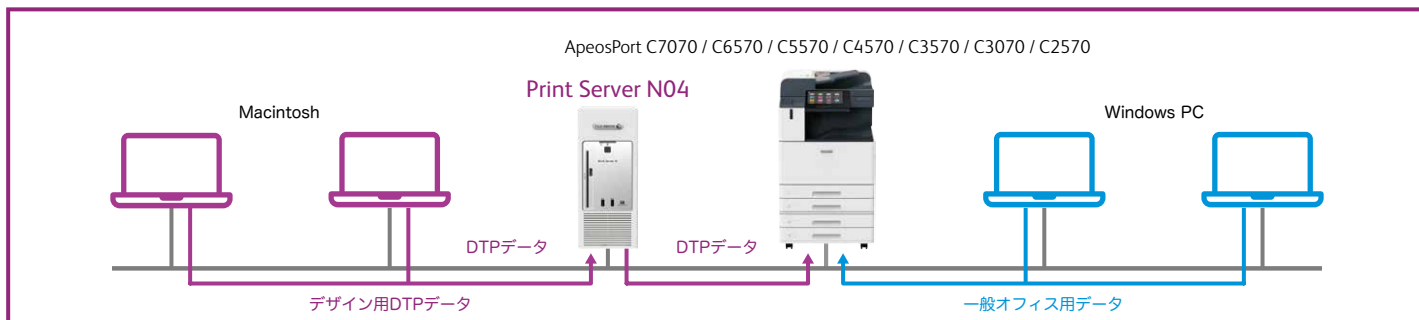 ApeosPort C7070 / C6570 / C5570 / C4570 / C3570 / C3070 / C2570
Print Server N04
Macintosh
Windows PC
DTPデータ
DTPデータ
デザイン用DTPデータ
一般オフィス用データ